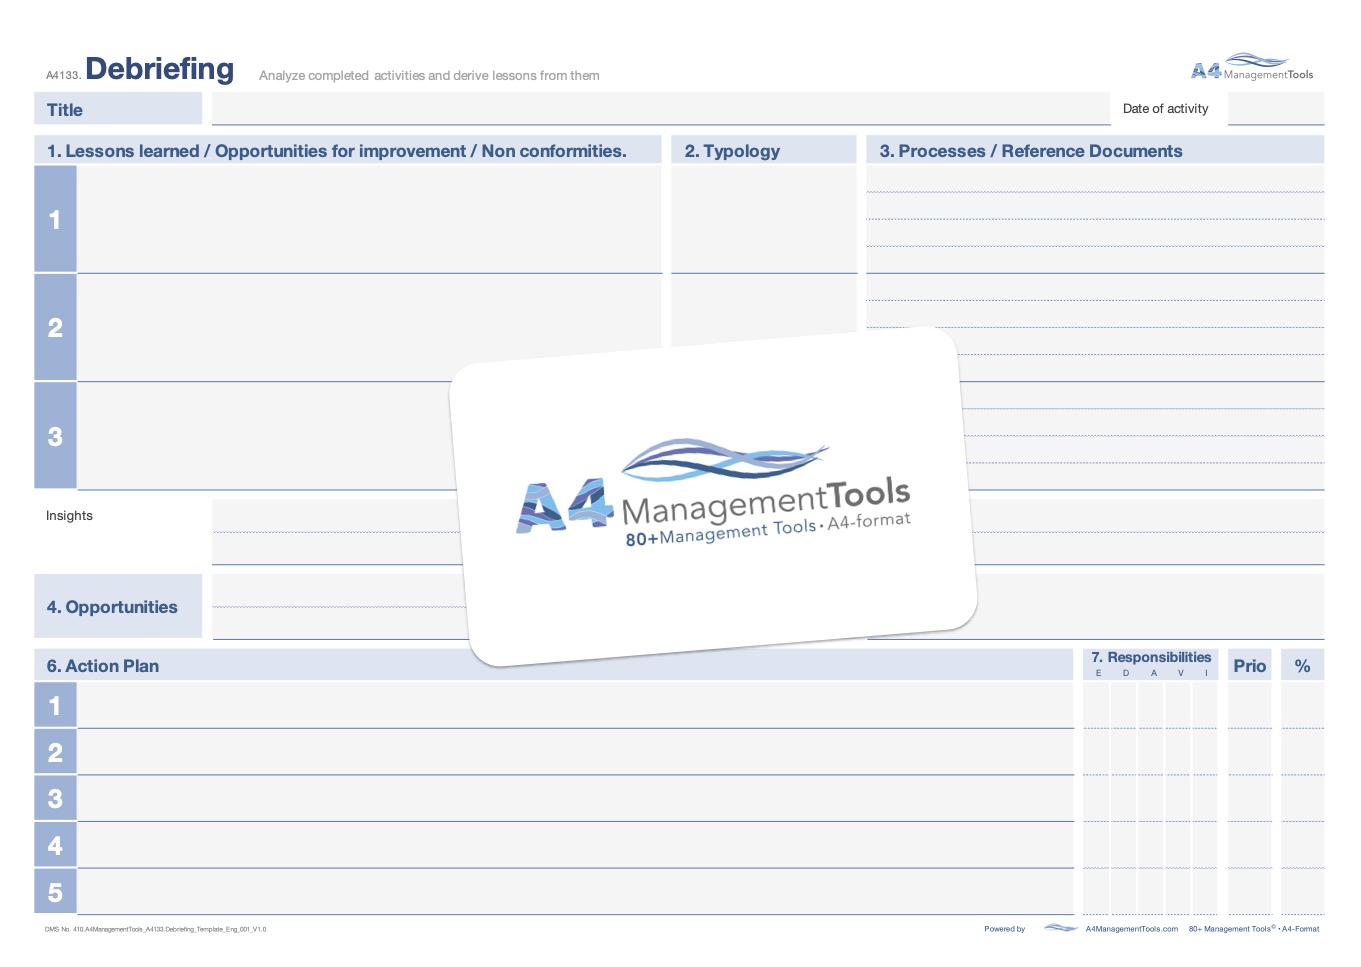 A4133. Debriefing Analyze completed activities and derive lessons from them
A4 ManagementTools
Title
Date of activity
1. Lessons learned / Opportunities for improvement / Non conformities.
2. Typology
3. Processes / Reference Documents
1
2
3
A4 ManagementTools
80+Management Tools · A4-format
Insights
4. Opportunities
6. Action Plan
7. Responsibilities
E D A V I
Prio
%
1
2
3
4
5
DMS No. 410.A4ManagementTools_A4133.Debriefing_Template_Eng_001_V1.0
Powered by A4ManagementTools.com 80+ Management Tools© • A4-Format